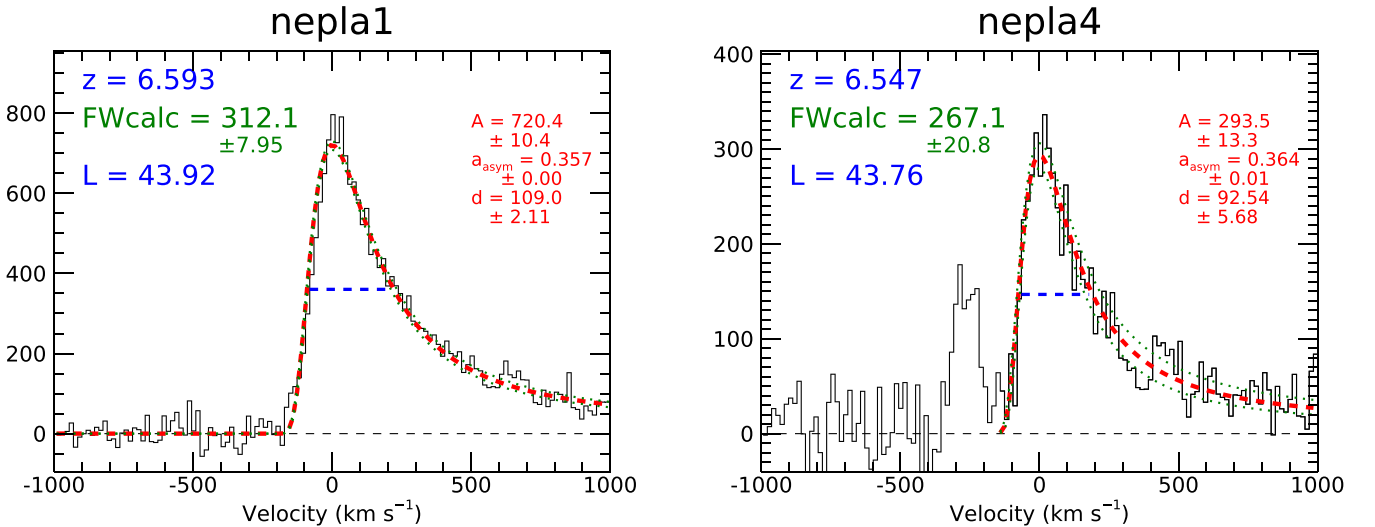 nepla1
z = 6.593
FWcalc = 312.1
±7.95
L = 43.92
A = 720.4
± 10.4
a_asym = 0.357
± 0.00
d = 109.0
± 2.11
800
600
400
200
0
-1000 -500 0 500 1000
Velocity (km s⁻¹)
nepla4
z = 6.547
FWcalc = 267.1
±20.8
L = 43.76
A = 293.5
± 13.3
a_asym = 0.364
± 0.01
d = 92.54
± 5.68
400
300
200
100
0
-1000 -500 0 500 1000
Velocity (km s⁻¹)